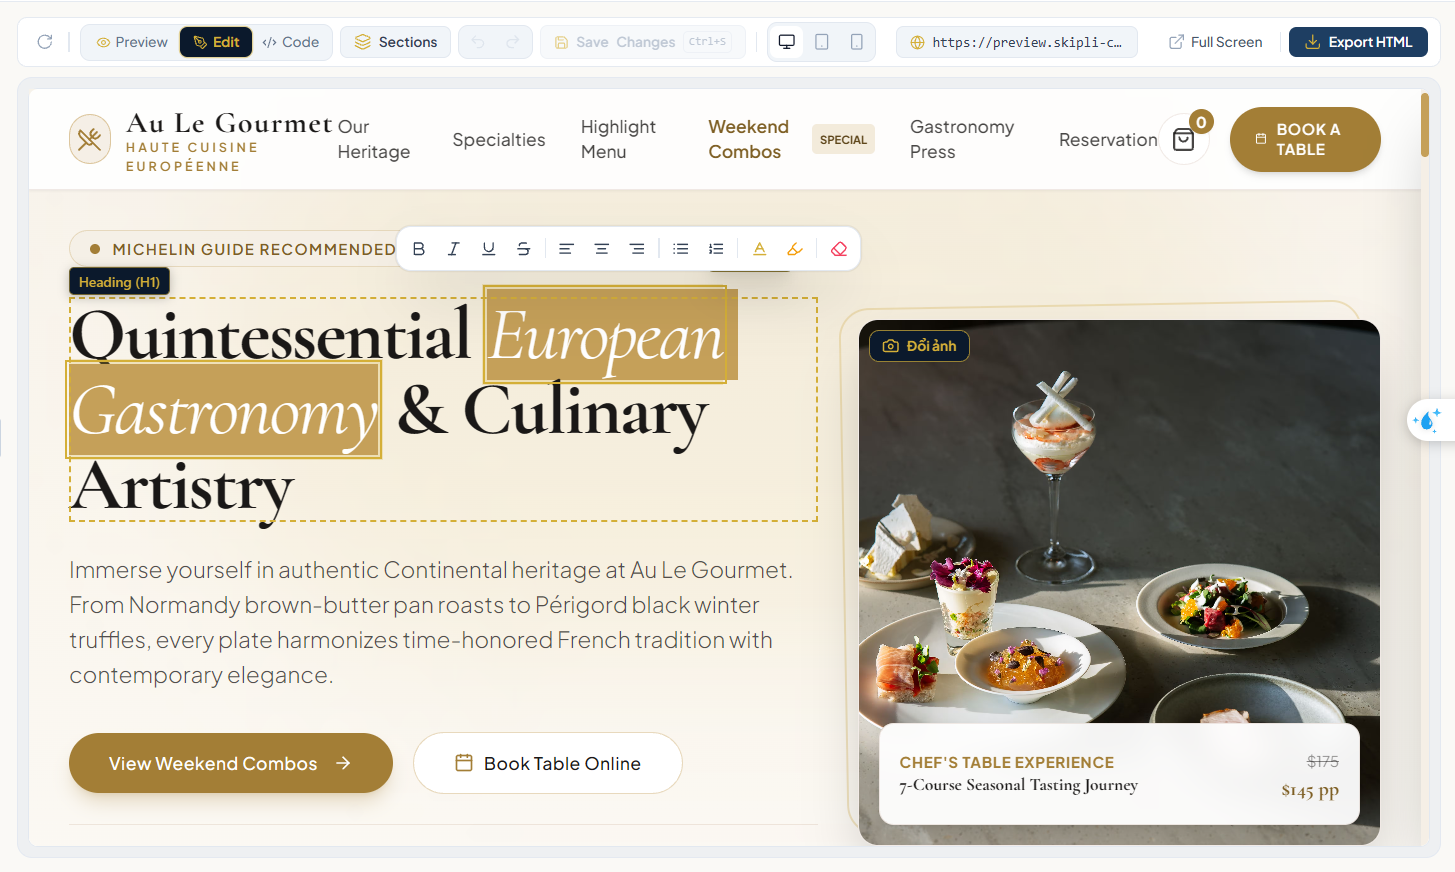 Preview
Edit
</> Code
Sections
Save Changes Ctrl+S
https://preview.skipli-c…
Full Screen
Export HTML
Au Le Gourmet
HAUTE CUISINE
EUROPÉENNE
Our
Heritage
Specialties
Highlight
Menu
Weekend
Combos
SPECIAL
Gastronomy
Press
Reservation
0
BOOK A
TABLE
MICHELIN GUIDE RECOMMENDED
B I U S
A
Heading (H1)
Quintessential European
Gastronomy & Culinary
Artistry
Immerse yourself in authentic Continental heritage at Au Le Gourmet.
From Normandy brown-butter pan roasts to Périgord black winter
truffles, every plate harmonizes time-honored French tradition with
contemporary elegance.
View Weekend Combos
Book Table Online
Đổi ảnh
CHEF'S TABLE EXPERIENCE
7-Course Seasonal Tasting Journey
$175
$145 pp